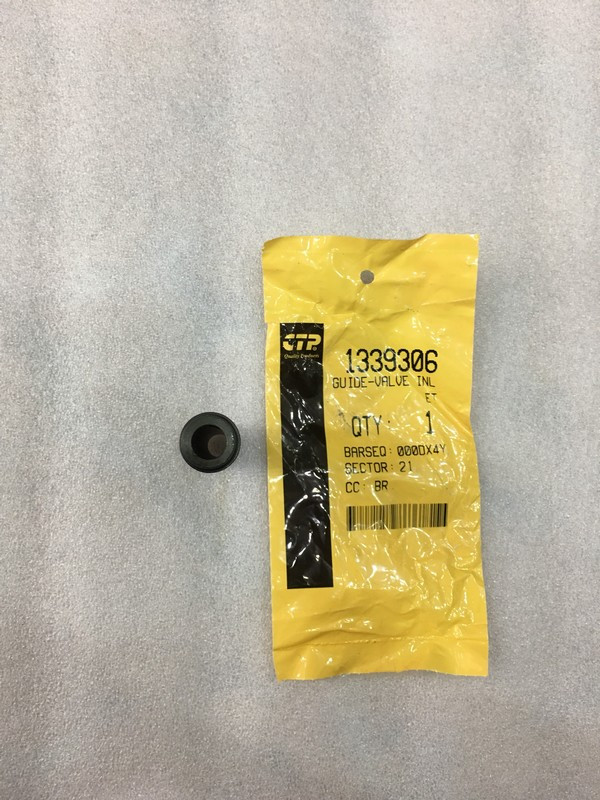 CTP
Quality Products
1339306
GUIDE-VALVE INL
ET
QTY: 1
BARSEQ: 000DX4Y
SECTOR: 21
CC: BR